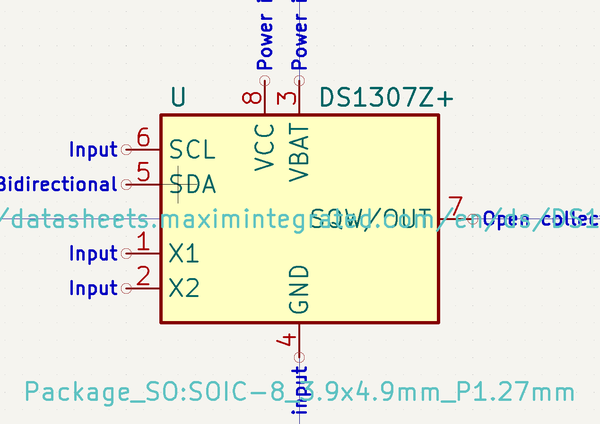 Power i
Power i
8
3
U
DS1307Z+
VCC
VBAT
Input
6
SCL
Bidirectional
5
SDA
/datasheets.maximintegrated.com/en/ds/DS1
SQW/OUT
7
Open collec
Input
1
X1
Input
2
X2
GND
4
input
Package_SO:SOIC-8_3.9x4.9mm_P1.27mm